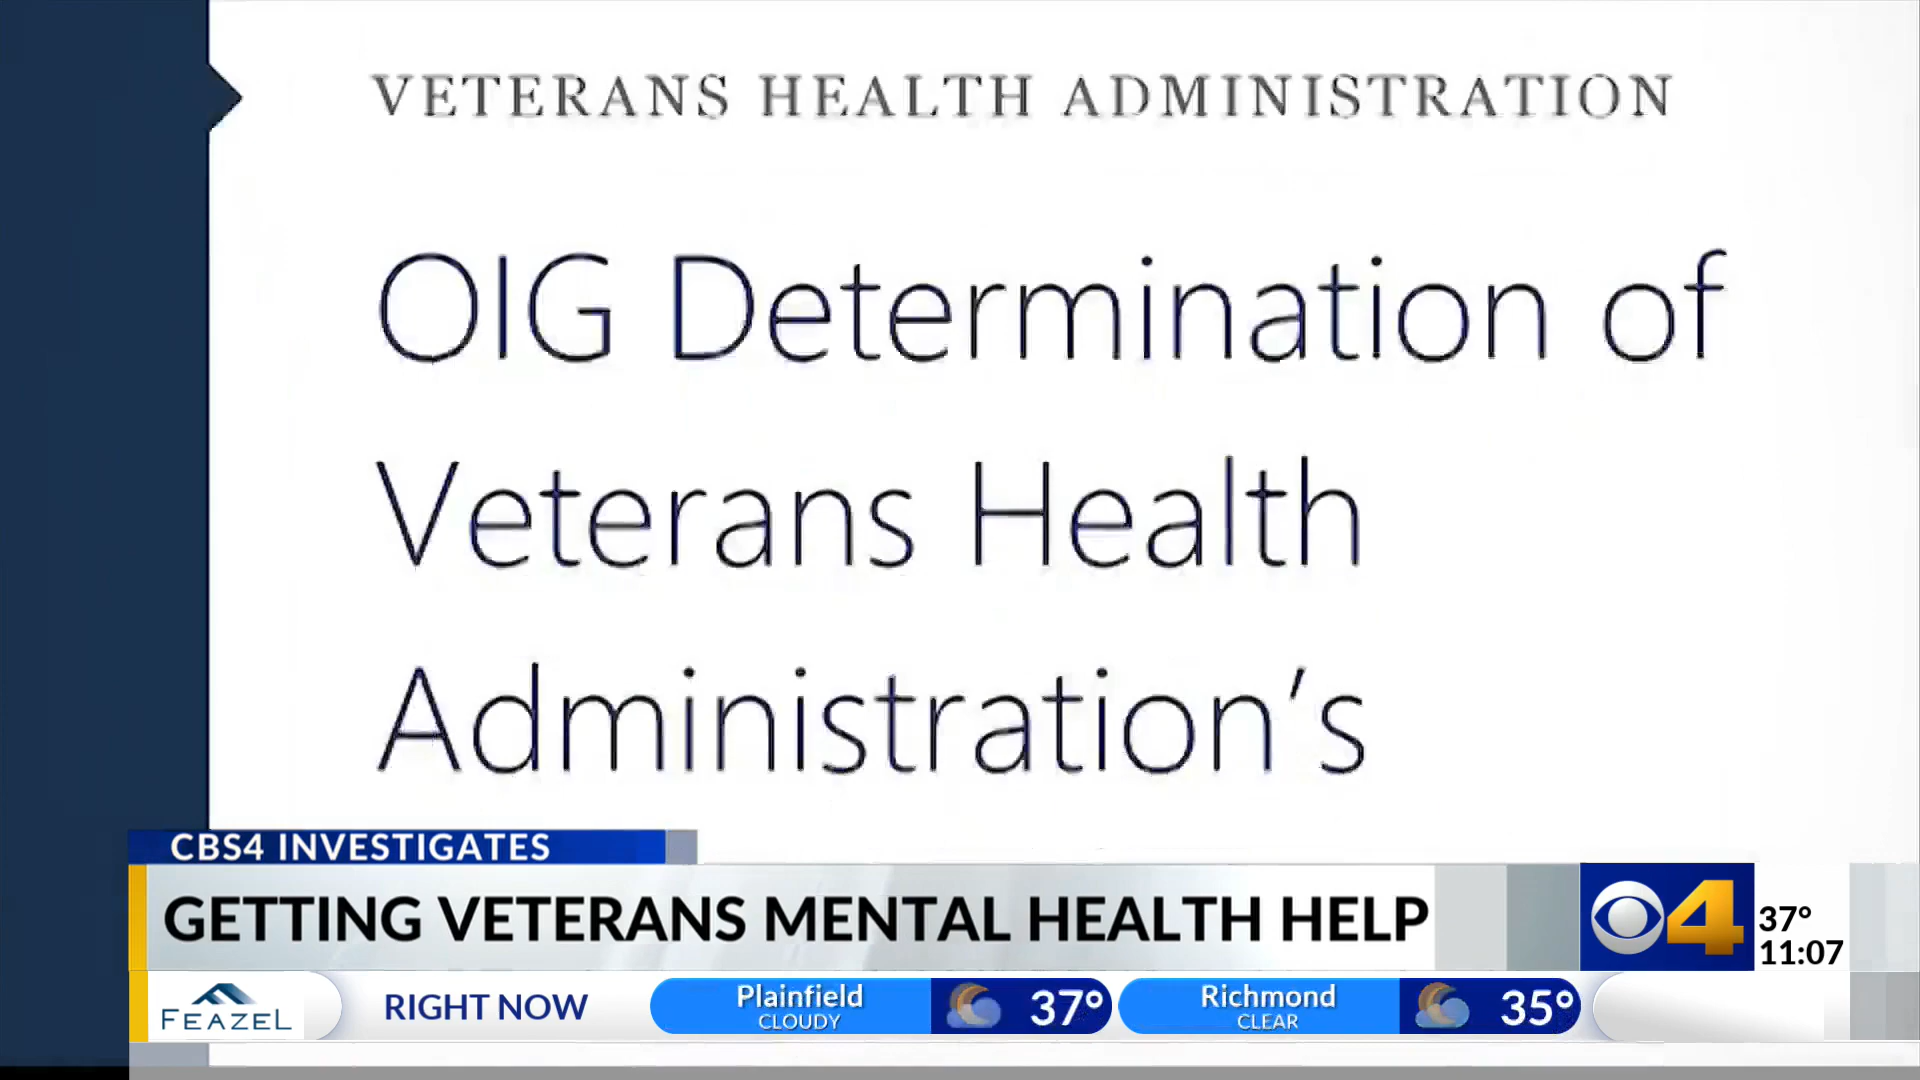 VETERANS HEALTH ADMINISTRATION
OIG Determination of
Veterans Health
Administration's
CBS4 INVESTIGATES
GETTING VETERANS MENTAL HEALTH HELP
4
37°
11:07
FEAZEL
RIGHT NOW
Plainfield
CLOUDY
37°
Richmond
CLEAR
35°